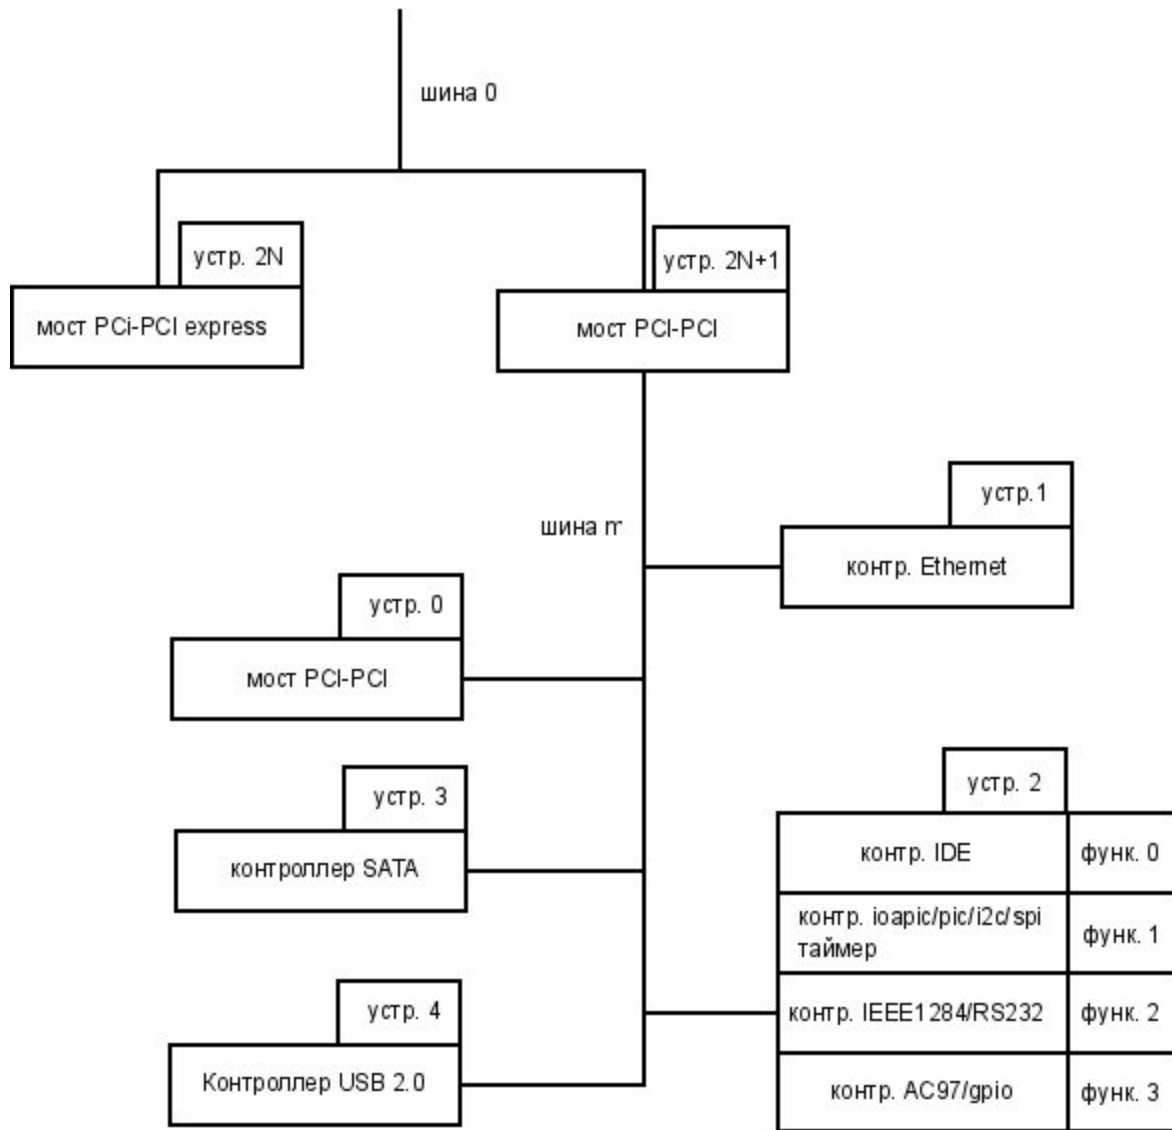 шина 0
устр. 2N
мост PCi-PCI express
устр. 2N+1
мост PCI-PCI
шина m
устр.1
контр. Ethernet
устр. 0
мост PCI-PCI
устр. 3
контроллер SATA
устр. 4
Контроллер USB 2.0
устр. 2
контр. IDE
функ. 0
контр. ioapic/pic/i2c/spi
таймер
функ. 1
контр. IEEE1284/RS232
функ. 2
контр. AC97/gpio
функ. 3